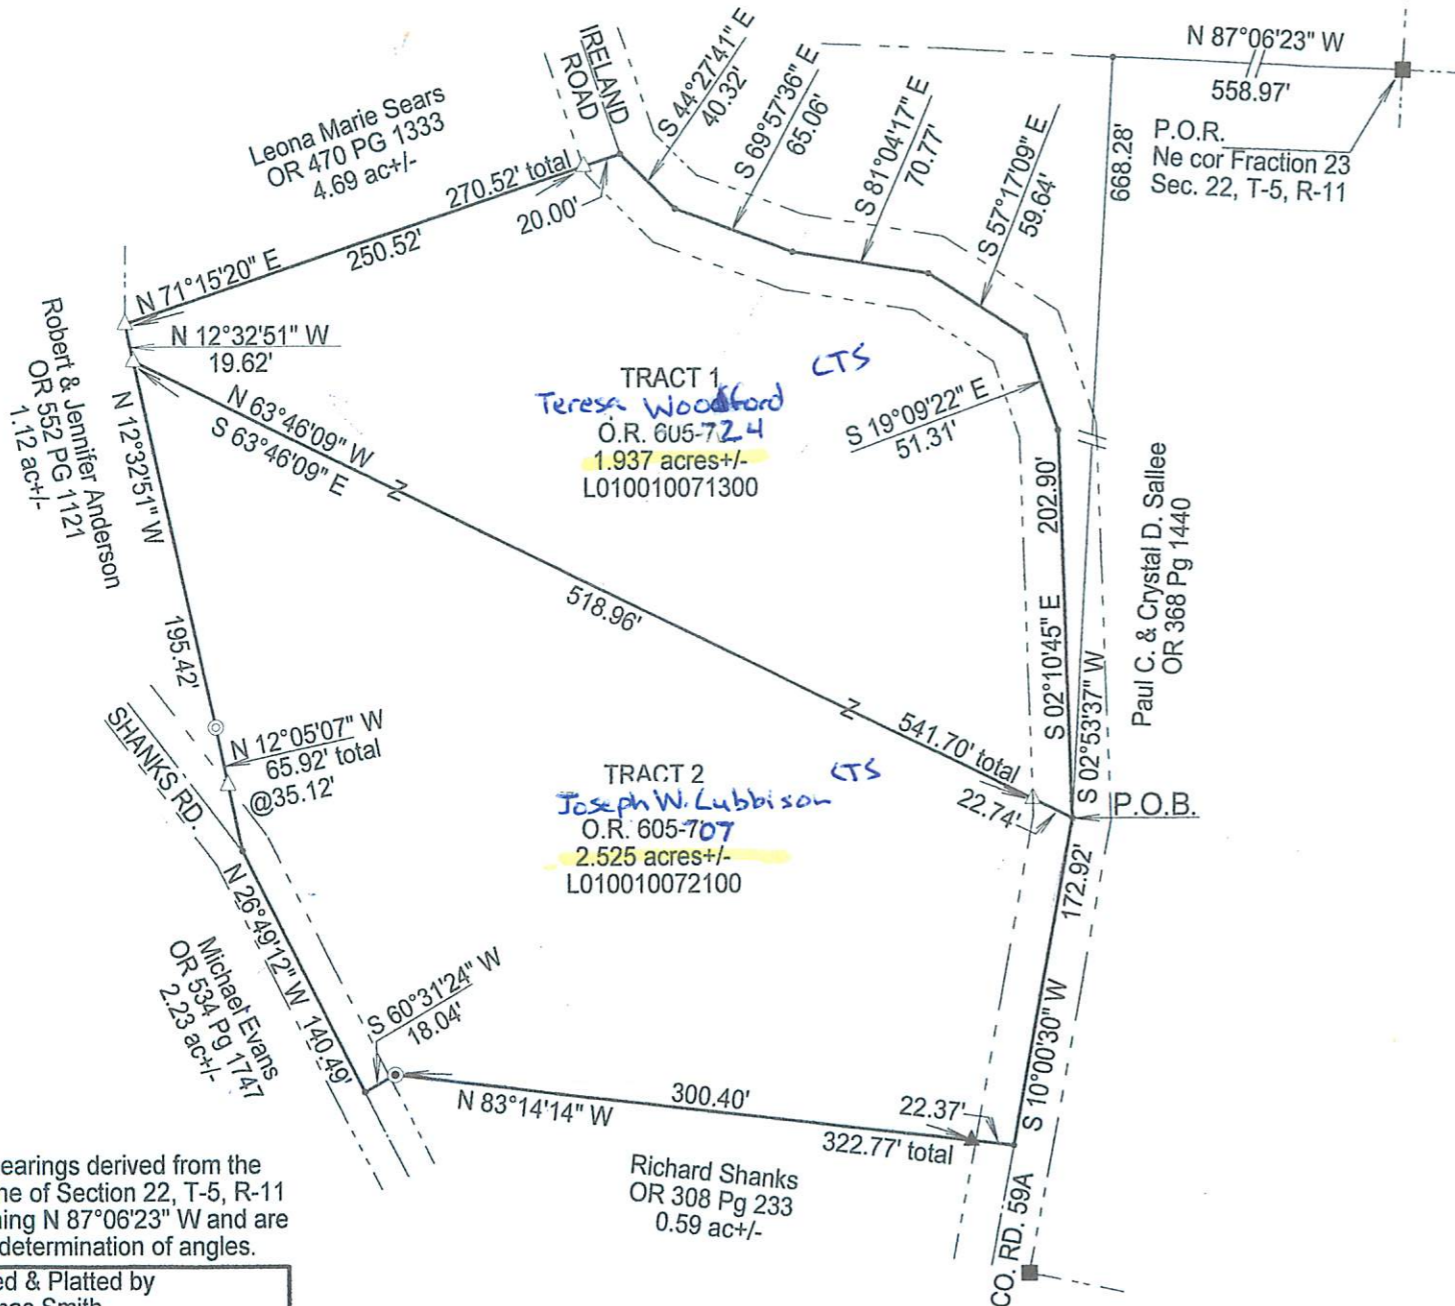 N 87°06'23" W
558.97'
P.O.R.
Ne cor Fraction 23
Sec. 22, T-5, R-11
668.28'
IRELAND
ROAD
S 44°27'41" E
40.32'
S 69°57'36" E
65.06'
S 81°04'17" E
70.77'
S 57°17'09" E
59.64'
Leona Marie Sears
OR 470 PG 1333
4.69 ac+/-
270.52' total
20.00'
N 71°15'20" E
250.52'
N 12°32'51" W
19.62'
Robert & Jennifer Anderson
OR 552 PG 1121
1.12 ac+/-
N 12°32'51" W
195.42'
N 63°46'09" W
S 63°46'09" E
518.96'
541.70' total
22.74'
TRACT 1
CTS
Teresa Woodford
O.R. 605-724
1.937 acres+/-
L010010071300
S 19°09'22" E
51.31'
202.90'
S 02°10'45" E
S 02°53'37" W
Paul C. & Crystal D. Sallee
OR 368 Pg 1440
P.O.B.
SHANKS RD.
N 12°05'07" W
65.92' total
@35.12'
TRACT 2
CTS
Joseph W. Lubbison
O.R. 605-707
2.525 acres+/-
L010010072100
172.92'
S 10°00'30" W
N 26°49'12" W 140.49'
Michael Evans
OR 534 Pg 1747
2.23 ac+/-
S 60°31'24" W
18.04'
N 83°14'14" W
300.40'
22.37'
322.77' total
Richard Shanks
OR 308 Pg 233
0.59 ac+/-
CO. RD. 59A
earings derived from the
ne of Section 22, T-5, R-11
ing N 87°06'23" W and are
determination of angles.
ed & Platted by
Smith